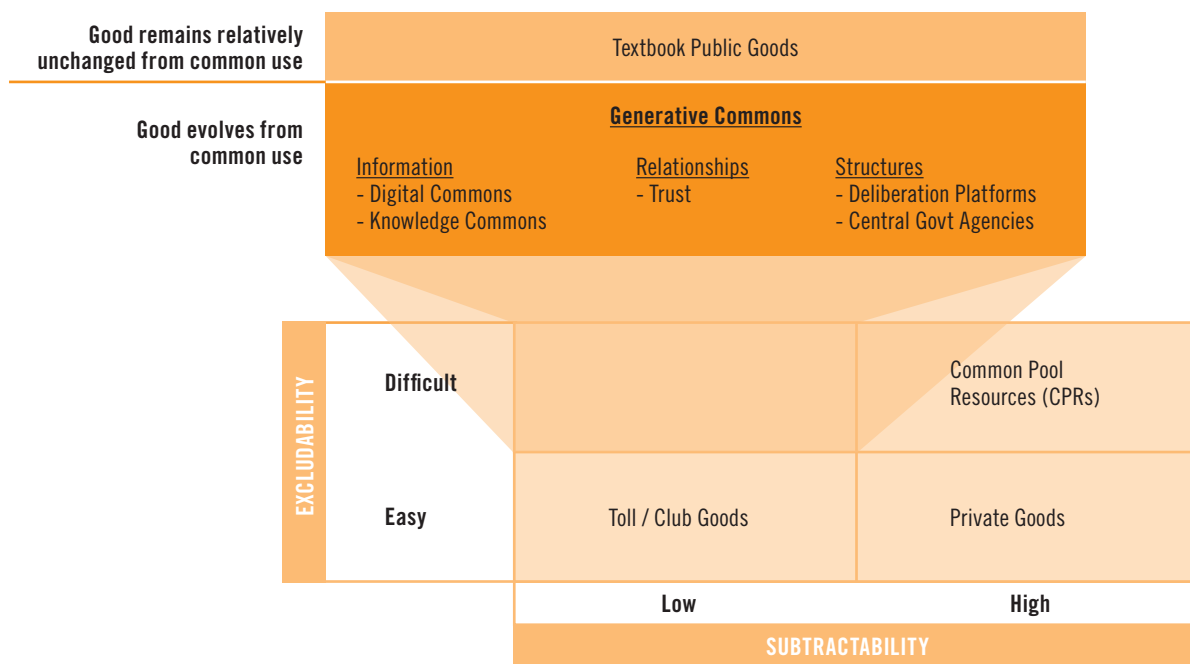 Good remains relatively
unchanged from common use
Textbook Public Goods
Good evolves from
common use
Generative Commons
Information
- Digital Commons
- Knowledge Commons
Relationships
- Trust
Structures
- Deliberation Platforms
- Central Govt Agencies
EXCLUDABILITY
Difficult
Common Pool
Resources (CPRs)
Easy
Toll / Club Goods
Private Goods
Low
High
SUBTRACTABILITY